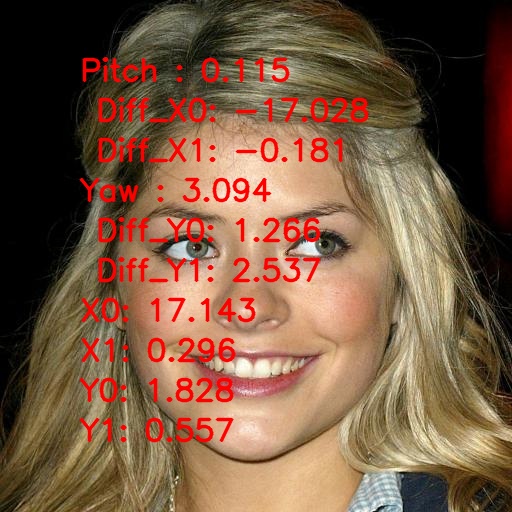 Pitch : 0.115
Diff_X0: -17.028
Diff_X1: -0.181
Yaw : 3.094
Diff_Y0: 1.266
Diff_Y1: 2.537
X0: 17.143
X1: 0.296
Y0: 1.828
Y1: 0.557